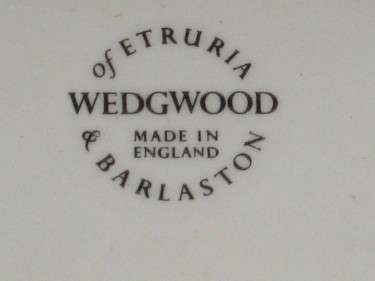 of ETRURIA
WEDGWOOD
MADE IN
ENGLAND
& BARLASTON